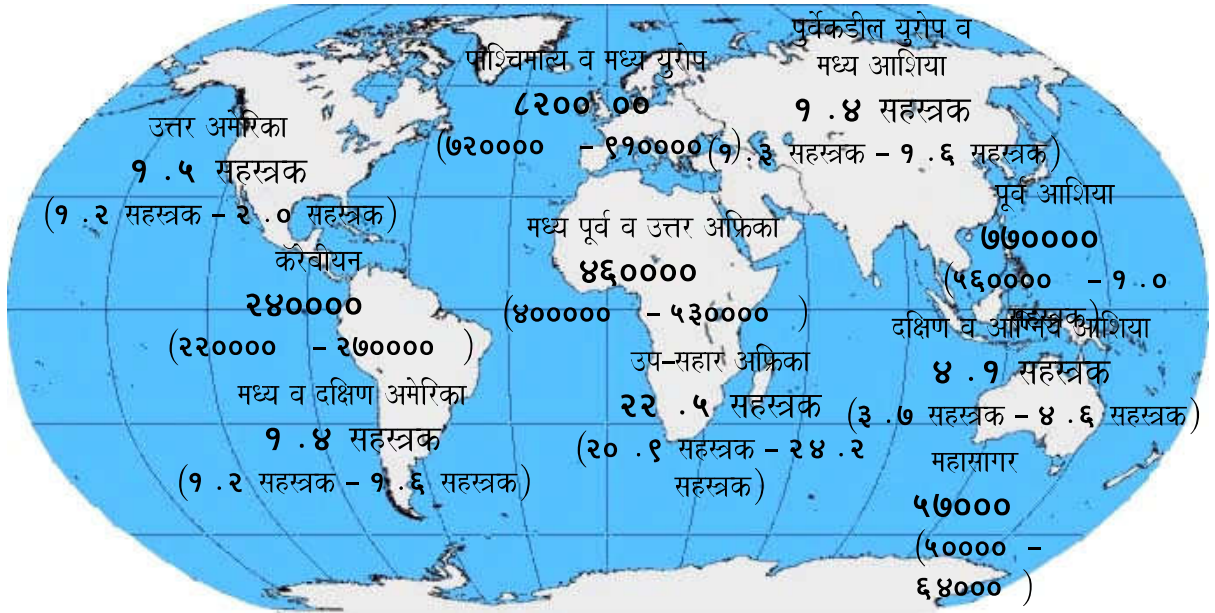 पाश्चिमात्य व मध्य युरोप
८२०० ००
(७२०००० – ९१००००)
पुर्वेकडील युरोप व
मध्य आशिया
१ .४ सहस्त्रक
(१ .३ सहस्त्रक – १ .६ सहस्त्रक)
उत्तर अमेरिका
१ .५ सहस्त्रक
(१ .२ सहस्त्रक – २ .० सहस्त्रक)
पूर्व आशिया
७७००००
(५६०००० – १ .०
सहस्त्रक )
मध्य पूर्व व उत्तर अफ्रिका
४६००००
(४००००० – ५३०००० )
कॅरेबीयन
२४००००
(२२०००० – २७०००० )
दक्षिण व आग्नेय आशिया
४ .१ सहस्त्रक
(३ .७ सहस्त्रक – ४ .६ सहस्त्रक)
उप–सहार अफ्रिका
२२ .५ सहस्त्रक
(२० .९ सहस्त्रक – २४ .२
सहस्त्रक)
मध्य व दक्षिण अमेरिका
१ .४ सहस्त्रक
(१ .२ सहस्त्रक – १ .६ सहस्त्रक)
महासागर
५७०००
(५०००० –
६४००० )